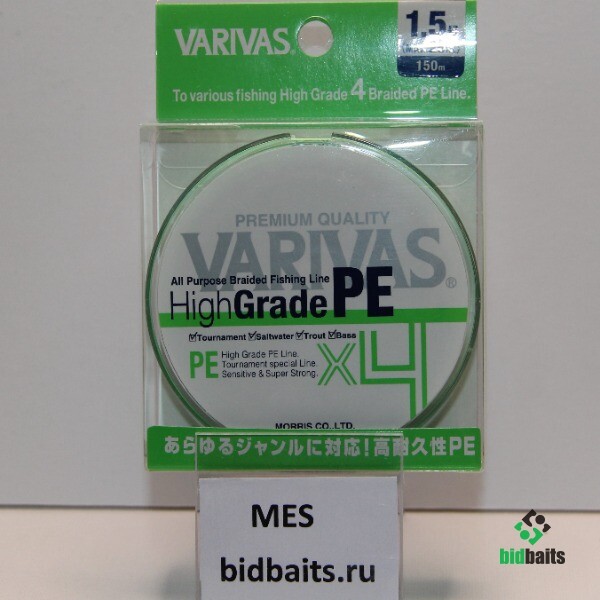 VARIVAS®
1.5号
150m
To various fishing High Grade 4 Braided PE Line.
PREMIUM QUALITY
VARIVAS®
All Purpose Braided Fishing Line
HighGrade PE
☑Tournament ☑Saltwater ☑Trout ☑Bass
PE
High Grade PE Line.
Tournament special Line.
Sensitive & Super Strong.
X4
MORRIS CO.,LTD.
あらゆるジャンルに対応!高耐久性PE
MES
bidbaits.ru
bidbaits